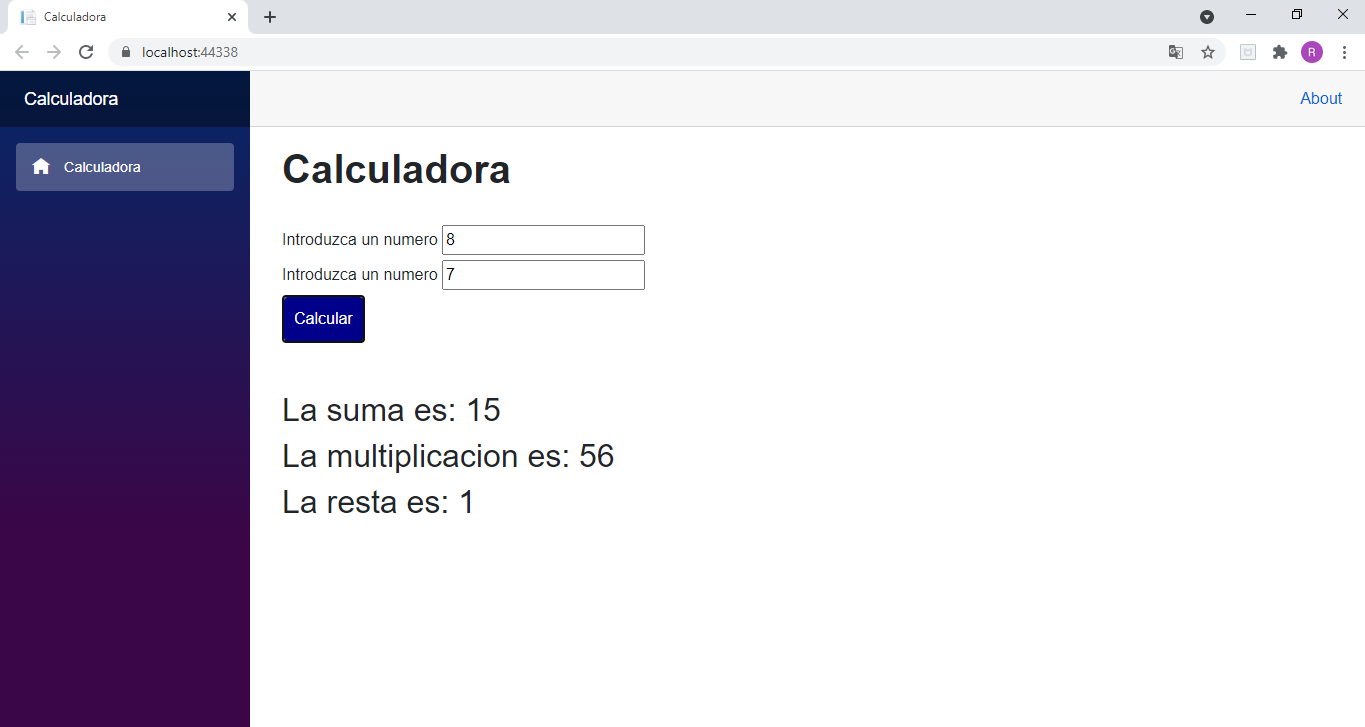 Calculadora
localhost:44338
R
Calculadora
About
Calculadora
Calculadora
Introduzca un numero 8
Introduzca un numero 7
Calcular
La suma es: 15
La multiplicacion es: 56
La resta es: 1